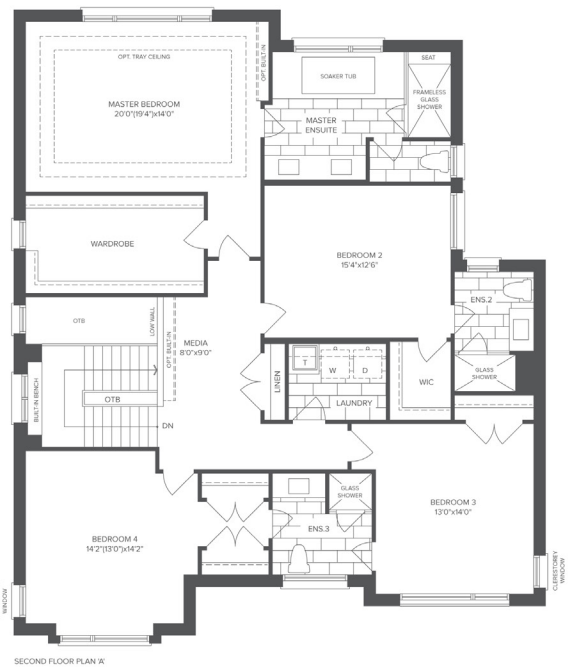 OPT. TRAY CEILING
OPT. BUILT-IN
MASTER BEDROOM
20'0"(19'4")x14'0"
SOAKER TUB
SEAT
FRAMELESS
GLASS
SHOWER
MASTER
ENSUITE
WARDROBE
BEDROOM 2
15'4"x12'6"
ENS.2
OTB
LOW WALL
OPT. BUILT-IN
MEDIA
8'0"x9'0"
LINEN
T
W
D
LAUNDRY
WIC
GLASS
SHOWER
BUILT-IN BENCH
OTB
DN
BEDROOM 4
14'2"(13'0")x14'2"
ENS.3
GLASS
SHOWER
BEDROOM 3
13'0"x14'0"
WINDOW
CLERESTOREY
WINDOW
SECOND FLOOR PLAN 'A'